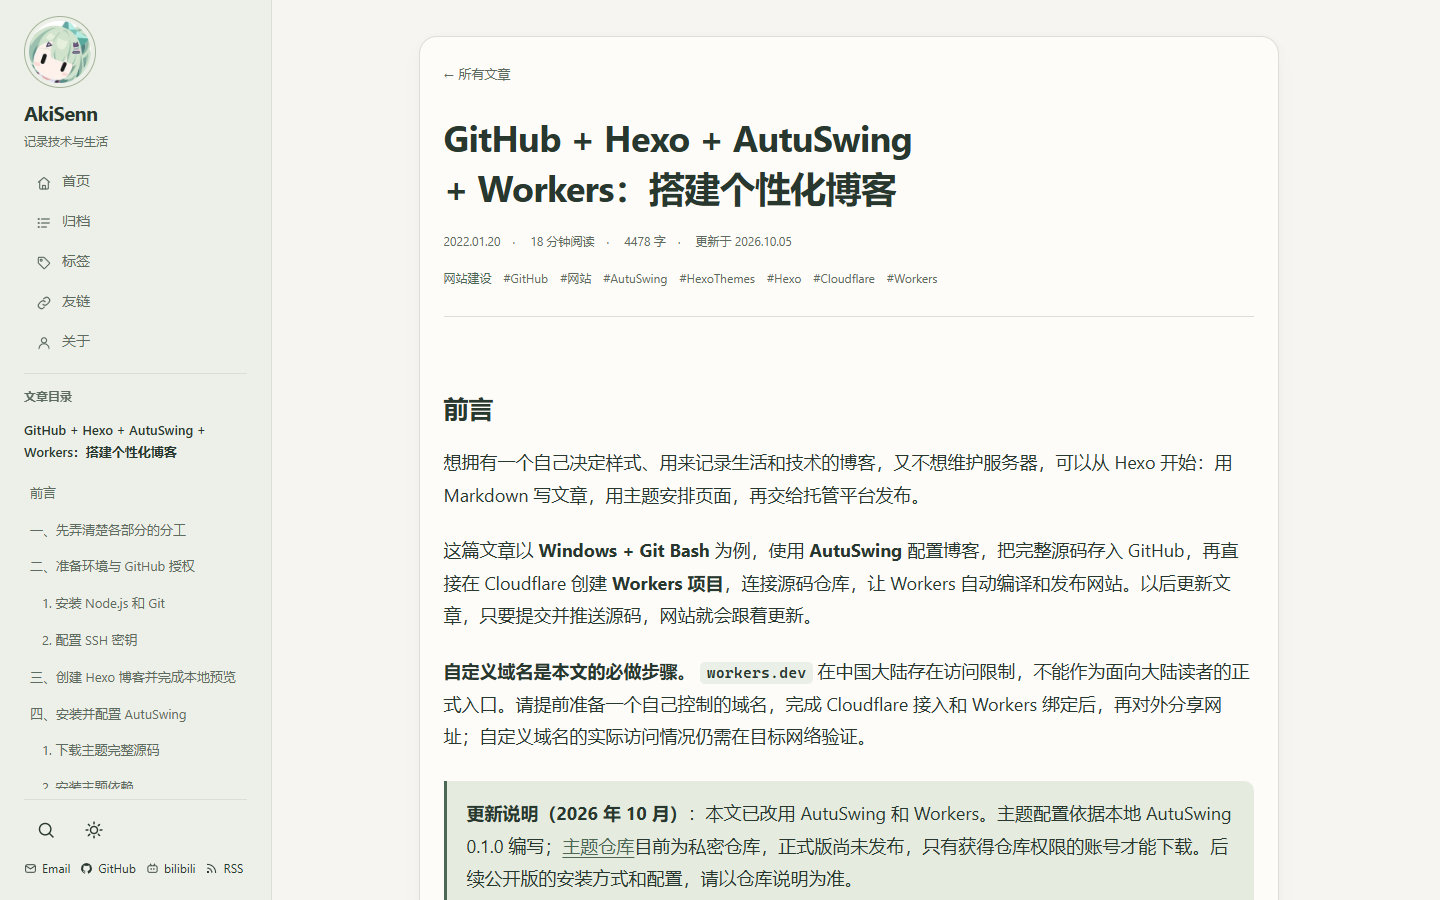 AkiSenn
记录技术与生活
首页
归档
标签
友链
关于
文章目录
GitHub + Hexo + AutuSwing +
Workers：搭建个性化博客
前言
一、先弄清楚各部分的分工
二、准备环境与 GitHub 授权
1. 安装 Node.js 和 Git
2. 配置 SSH 密钥
三、创建 Hexo 博客并完成本地预览
四、安装并配置 AutuSwing
1. 下载主题完整源码
2. 安装主题依赖
Email GitHub bilibili RSS
← 所有文章
GitHub + Hexo + AutuSwing
+ Workers：搭建个性化博客
2022.01.20 · 18 分钟阅读 · 4478 字 · 更新于 2026.10.05
网站建设 #GitHub #网站 #AutuSwing #HexoThemes #Hexo #Cloudflare #Workers
前言
想拥有一个自己决定样式、用来记录生活和技术的博客，又不想维护服务器，可以从 Hexo 开始：用
Markdown 写文章，用主题安排页面，再交给托管平台发布。
这篇文章以 Windows + Git Bash 为例，使用 AutuSwing 配置博客，把完整源码存入 GitHub，再直
接在 Cloudflare 创建 Workers 项目，连接源码仓库，让 Workers 自动编译和发布网站。以后更新文
章，只要提交并推送源码，网站就会跟着更新。
自定义域名是本文的必做步骤。 workers.dev 在中国大陆存在访问限制，不能作为面向大陆读者的正
式入口。请提前准备一个自己控制的域名，完成 Cloudflare 接入和 Workers 绑定后，再对外分享网
址；自定义域名的实际访问情况仍需在目标网络验证。
更新说明（2026 年 10 月）：本文已改用 AutuSwing 和 Workers。主题配置依据本地 AutuSwing
0.1.0 编写；主题仓库目前为私密仓库，正式版尚未发布，只有获得仓库权限的账号才能下载。后
续公开版的安装方式和配置，请以仓库说明为准。